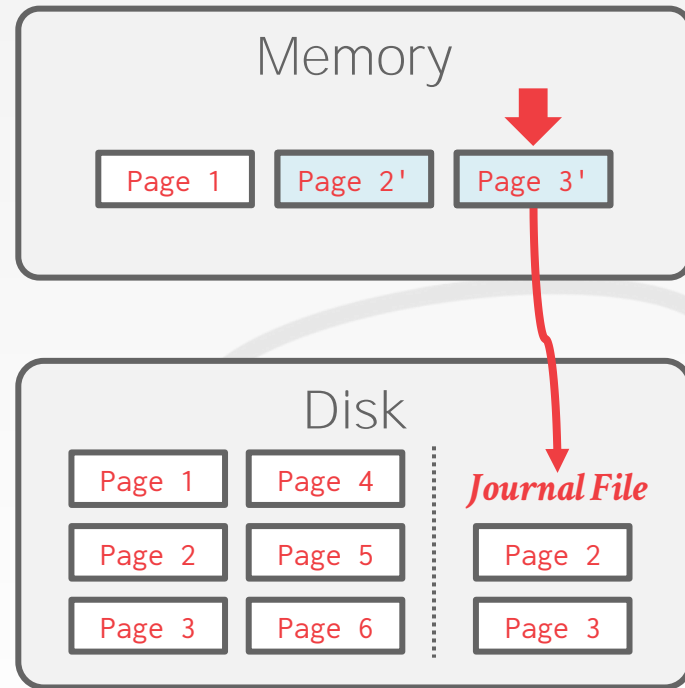 Memory
Page 1 Page 2' Page 3'
Disk
Page 1 Page 4 Journal File
Page 2 Page 5 Page 2
Page 3 Page 6 Page 3